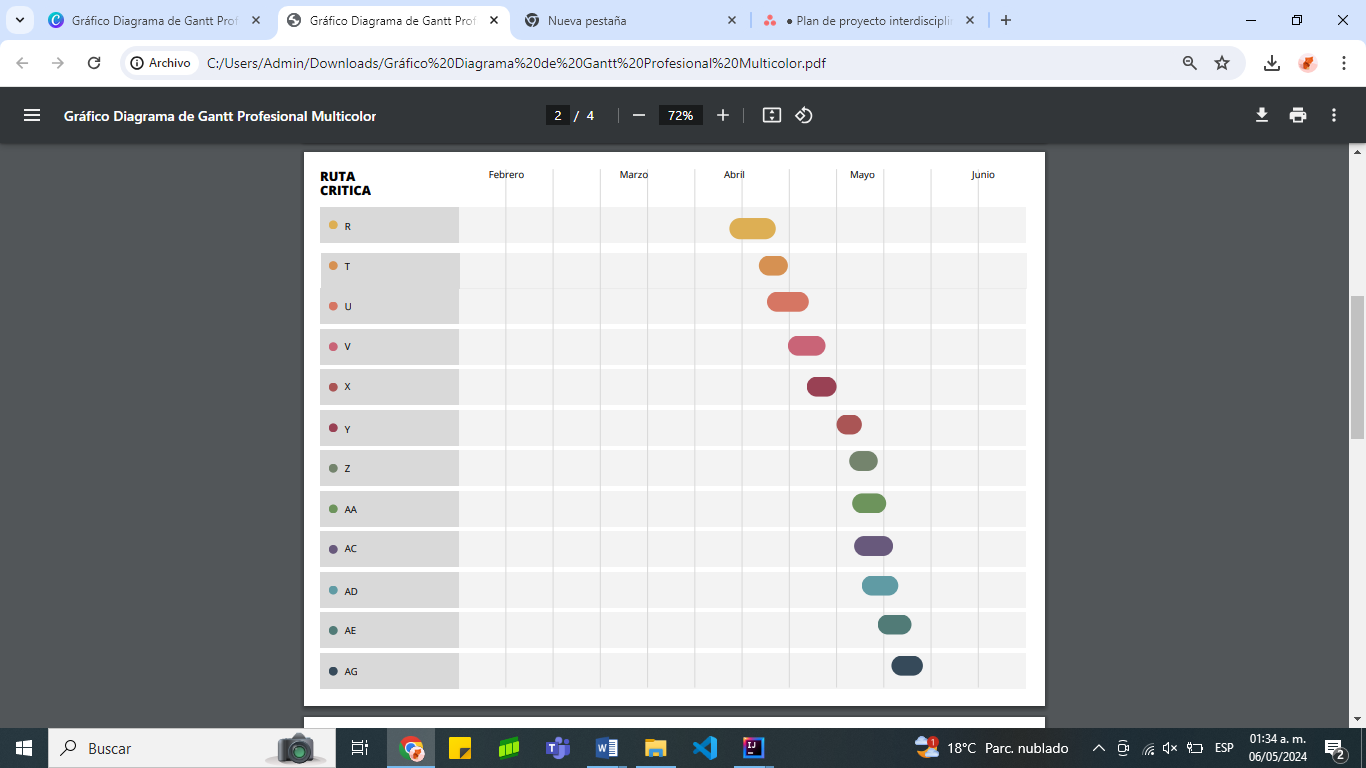 Gráfico Diagrama de Gantt Prof
Gráfico Diagrama de Gantt Prof
Nueva pestaña
● Plan de proyecto interdisciplin
Archivo
C:/Users/Admin/Downloads/Gráfico%20Diagrama%20de%20Gantt%20Profesional%20Multicolor.pdf
Gráfico Diagrama de Gantt Profesional Multicolor
2 / 4
72%
RUTA
CRITICA
Febrero Marzo Abril Mayo Junio
R
T
U
V
X
Y
Z
AA
AC
AD
AE
AG
Buscar
1
18°C Parc. nublado
ESP
01:34 a. m.
06/05/2024
2